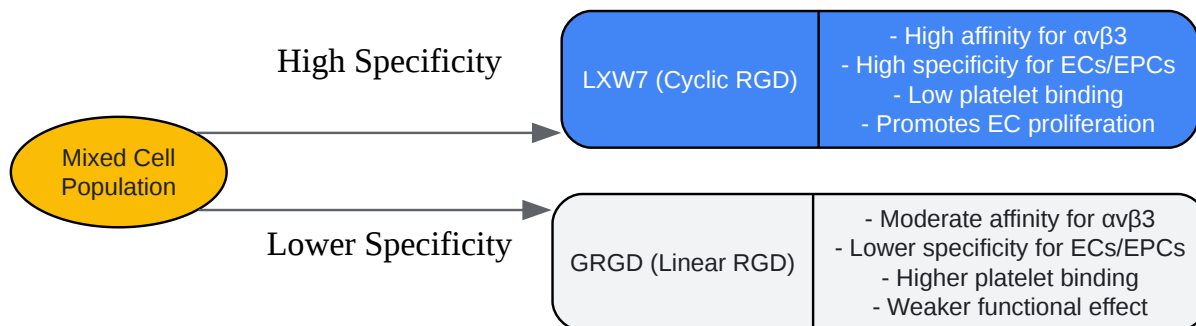 High Specificity
Mixed Cell
Population
Lower Specificity
LXW7 (Cyclic RGD)
- High affinity for αvβ3
- High specificity for ECs/EPCs
- Low platelet binding
- Promotes EC proliferation
GRGD (Linear RGD)
- Moderate affinity for αvβ3
- Lower specificity for ECs/EPCs
- Higher platelet binding
- Weaker functional effect